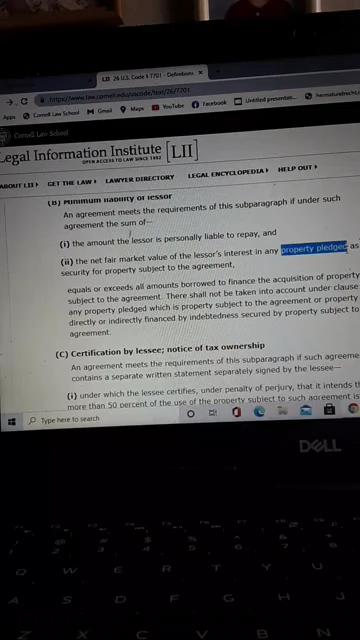 LII 26 U.S. Code § 7701 - Definitions
https://www.law.cornell.edu/uscode/text/26/7701
Apps Cornell Law School Gmail Maps YouTube Facebook Untitled presentat...
Cornell Law School
Legal Information Institute [LII]
OPEN ACCESS TO LAW SINCE 1992
ABOUT LII GET THE LAW LAWYER DIRECTORY LEGAL ENCYCLOPEDIA HELP OUT
(B) Minimum liability of lessor
An agreement meets the requirements of this subparagraph if under such
agreement the sum of—
(i) the amount the lessor is personally liable to repay, and
(ii) the net fair market value of the lessor's interest in any property pledged as
security for property subject to the agreement,
equals or exceeds all amounts borrowed to finance the acquisition of property
subject to the agreement. There shall not be taken into account under clause
any property pledged which is property subject to the agreement or property
directly or indirectly financed by indebtedness secured by property subject to
agreement.
(C) Certification by lessee; notice of tax ownership
An agreement meets the requirements of this subparagraph if such agreeme
contains a separate written statement separately signed by the lessee—
(i) under which the lessee certifies, under penalty of perjury, that it intends t
more than 50 percent of the use of the property subject to such agreement is
Type here to search
DELL
Q W E R T Y U
A S D F G H J
Z X C V B N